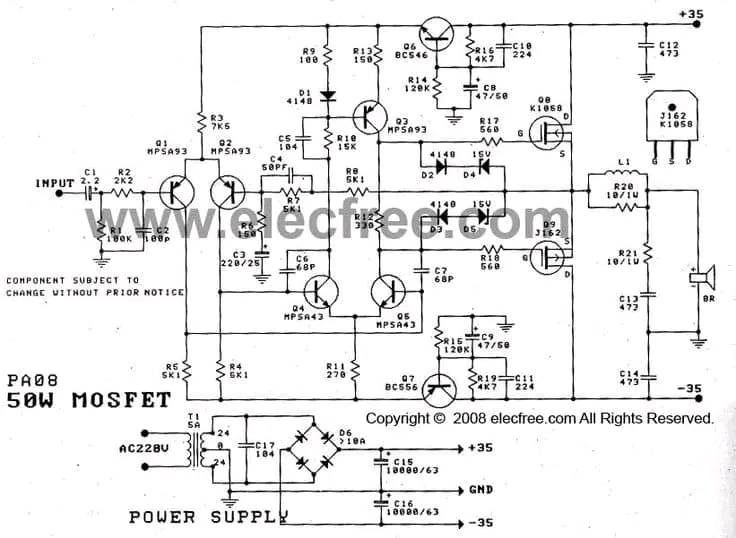 +35
R9
100
R13
150
Q6
BC546
R16
4K7
C10
224
C12
473
D1
4148
R14
120K
C8
47/50
Q8
K1058
D
J162
K1058
G S D
R3
7K5
C5
104
R10
15K
Q3
MPSA93
R17
560
G
S
Q1
MPSA93
Q2
MPSA93
C4
50PF
R8
5K1
4148
15V
D2
D4
L1
C1
2.2
R2
2K2
INPUT
R7
5K1
R20
10/1W
www.elecfree.com
R1
100K
C2
100p
R6
150
R12
330
4148
15V
D3
D5
Q9
J162
S
C3
220/25
C6
68P
C7
68P
R18
560
G
D
R21
10/1W
8R
COMPONENT SUBJECT TO
CHANGE WITHOUT PRIOR NOTICE
Q4
MPSA43
Q5
MPSA43
C13
473
R5
5K1
R4
5K1
R11
270
R15
120K
C9
47/50
Q7
BC556
R19
4K7
C11
224
C14
473
-35
PA08
50W MOSFET
Copyright © 2008 elecfree.com All Rights Reserved.
T1
5A
AC220V
24
0
24
C17
104
D6
>10A
+35
C15
10000/63
GND
C16
10000/63
-35
POWER SUPPLY